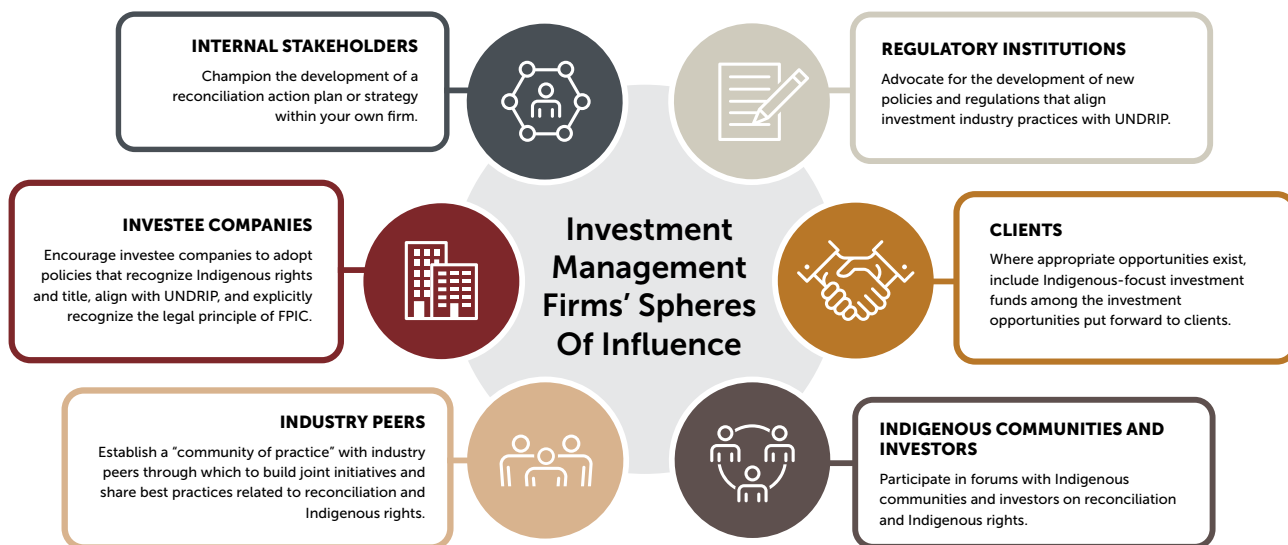 INTERNAL STAKEHOLDERS
Champion the development of a
reconciliation action plan or strategy
within your own firm.
REGULATORY INSTITUTIONS
Advocate for the development of new
policies and regulations that align
investment industry practices with UNDRIP.
INVESTEE COMPANIES
Encourage investee companies to adopt
policies that recognize Indigenous rights
and title, align with UNDRIP, and explicitly
recognize the legal principle of FPIC.
Investment
Management
Firms’ Spheres
Of Influence
CLIENTS
Where appropriate opportunities exist,
include Indigenous-focust investment
funds among the investment
opportunities put forward to clients.
INDUSTRY PEERS
Establish a “community of practice” with industry
peers through which to build joint initiatives and
share best practices related to reconciliation and
Indigenous rights.
INDIGENOUS COMMUNITIES AND
INVESTORS
Participate in forums with Indigenous
communities and investors on reconciliation
and Indigenous rights.